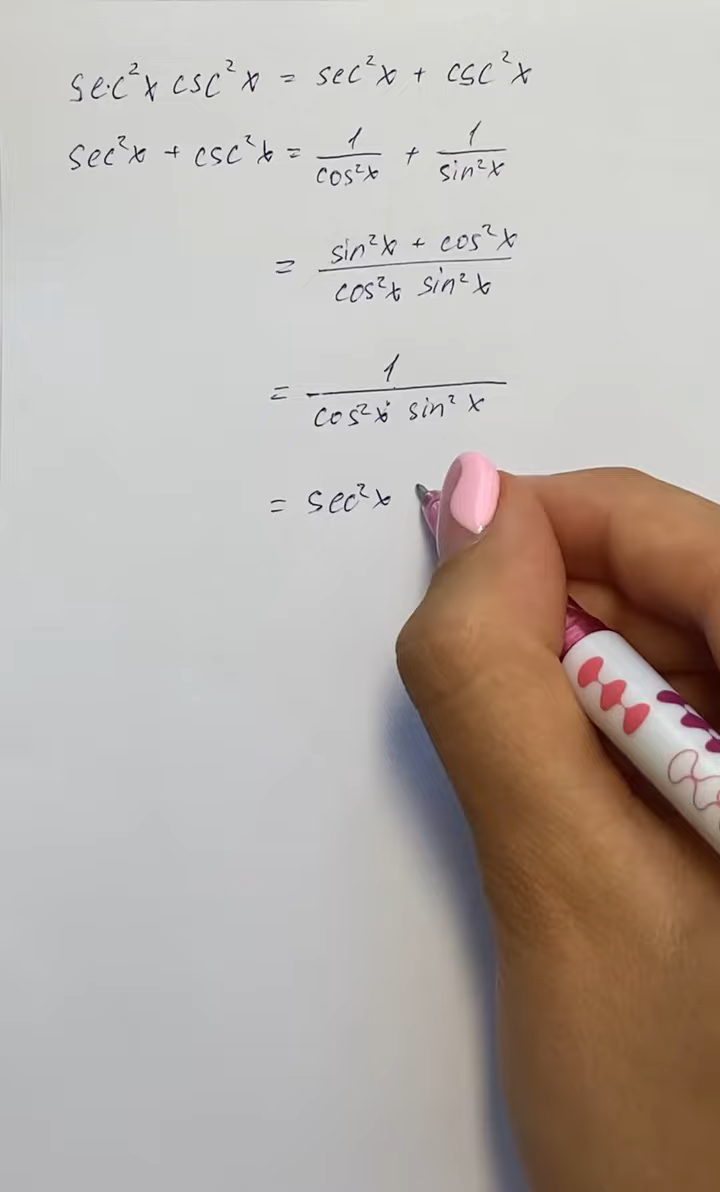 sec²x csc²x = sec²x + csc²x
sec²x + csc²x = 1/cos²x + 1/sin²x
= (sin²x + cos²x)/(cos²x sin²x)
= 1/(cos²x sin²x)
= sec²x